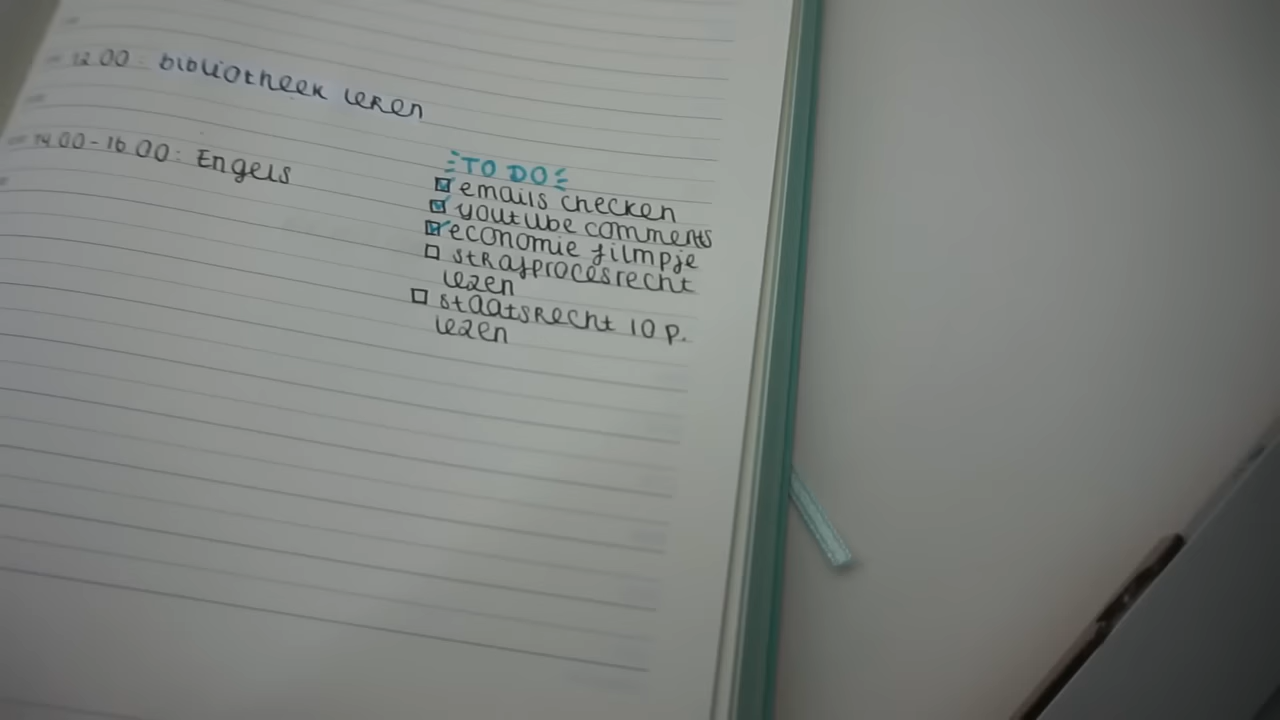 12.00: bibliotheek leren
14.00-16.00: Engels
TO DO
emails checken
youtube comments
economie filmpje
strafprocesrecht
lezen
staatsrecht 10 p.
lezen